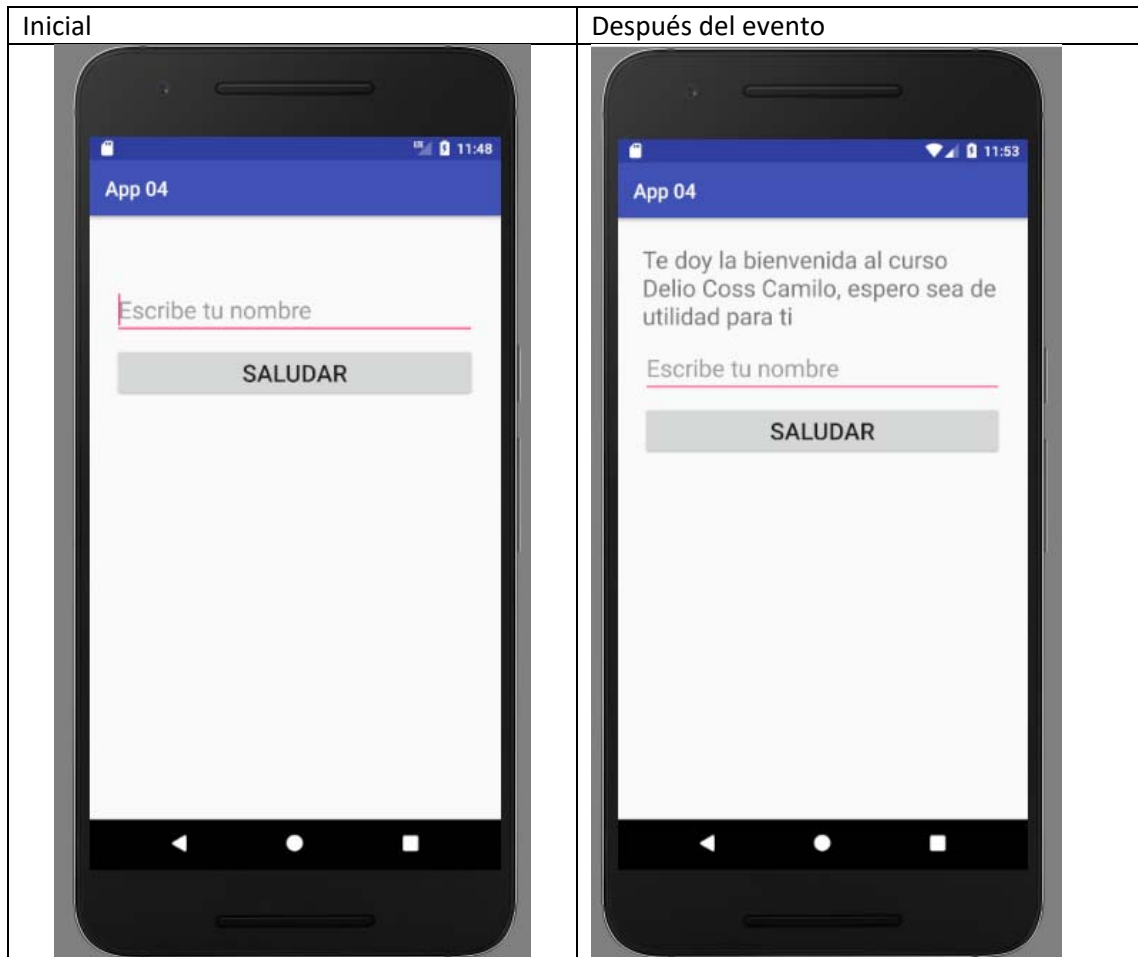 Inicial
Después del evento
11:48
App 04
Escribe tu nombre
SALUDAR
11:53
App 04
Te doy la bienvenida al curso
Delio Coss Camilo, espero sea de
utilidad para ti
Escribe tu nombre
SALUDAR